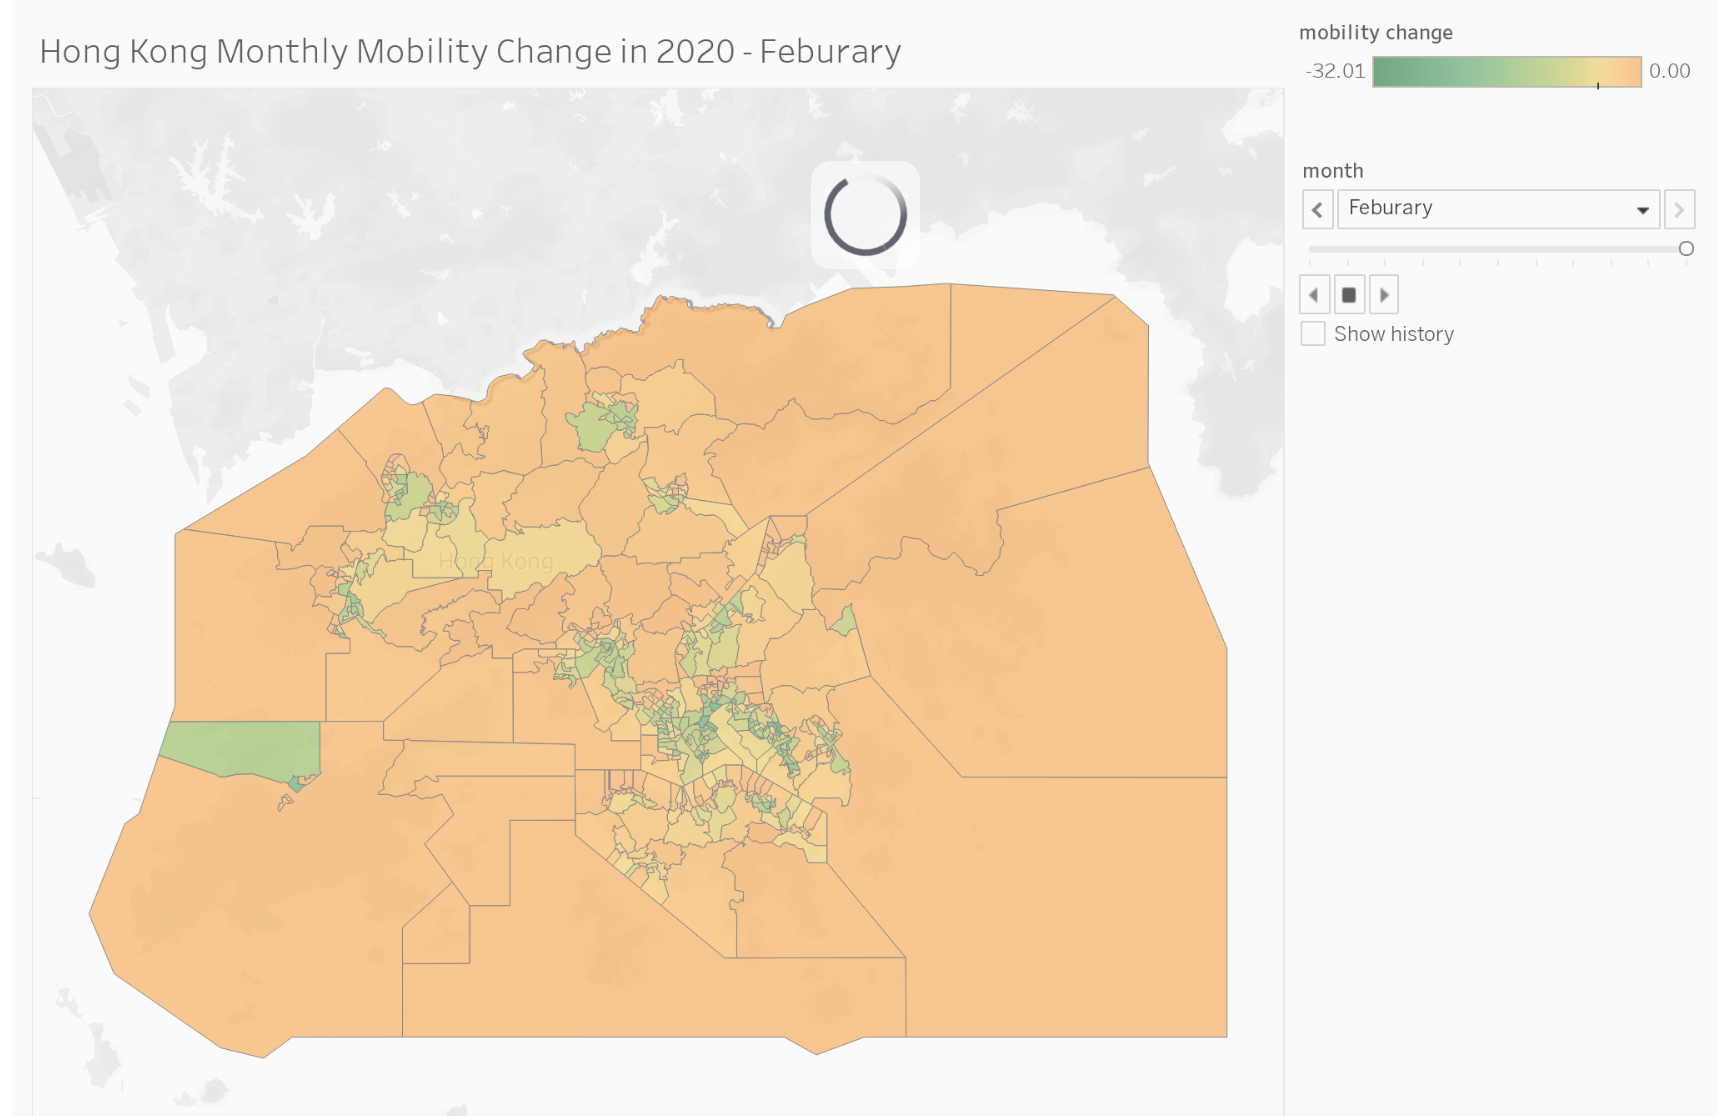 Hong Kong Monthly Mobility Change in 2020 - Feburary
mobility change
-32.01 0.00
month
Feburary
Show history
Hong Kong